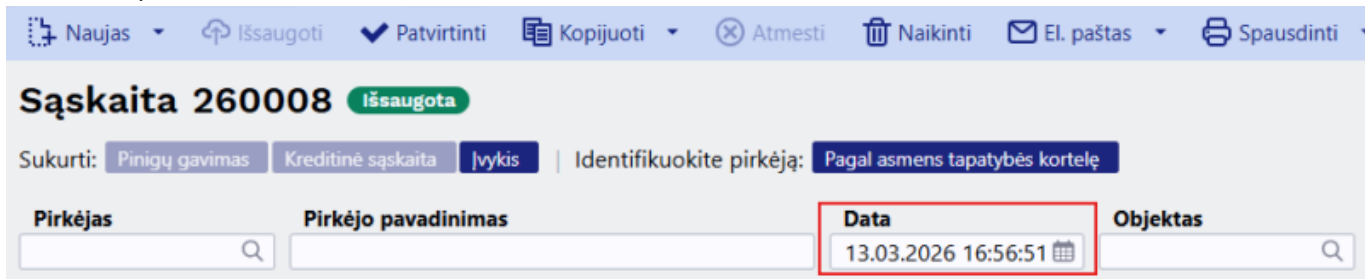 Naujas Išsaugoti Patvirtinti Kopijuoti Atmesti Naikinti El. paštas Spausdinti
Sąskaita 260008 Išsaugota
Sukurti: Pinigų gavimas Kreditinė sąskaita Įvykis | Identifikuokite pirkėją: Pagal asmens tapatybės kortelę
Pirkėjas Pirkėjo pavadinimas Data Objektas
13.03.2026 16:56:51